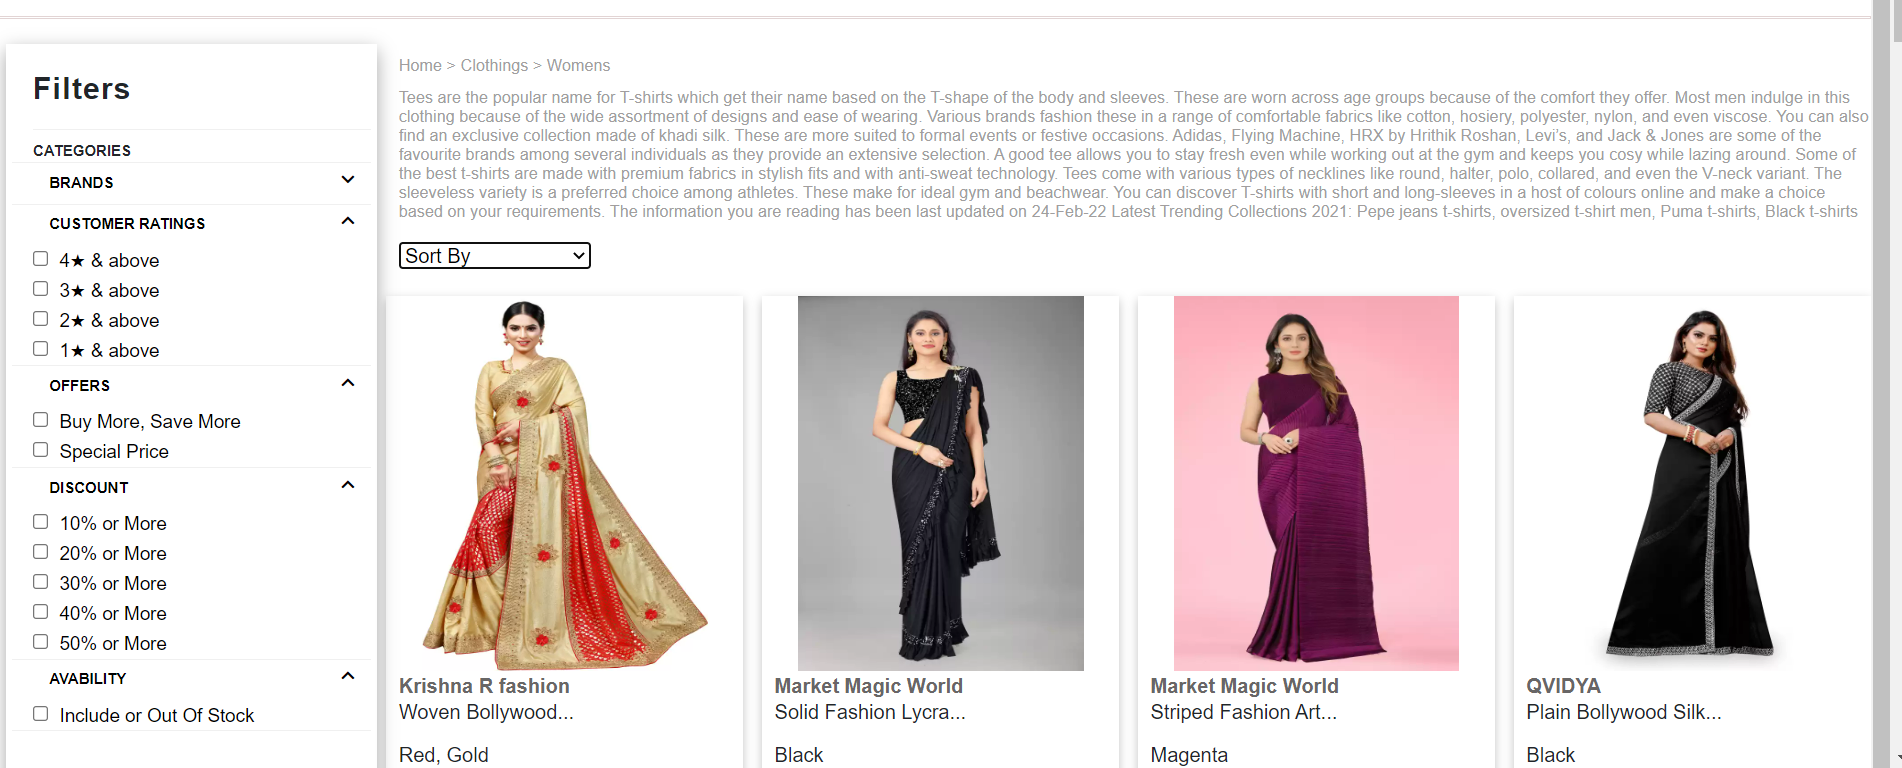 Filters
CATEGORIES
BRANDS
CUSTOMER RATINGS
4★ & above
3★ & above
2★ & above
1★ & above
OFFERS
Buy More, Save More
Special Price
DISCOUNT
10% or More
20% or More
30% or More
40% or More
50% or More
AVABILITY
Include or Out Of Stock
Home > Clothings > Womens
Tees are the popular name for T-shirts which get their name based on the T-shape of the body and sleeves. These are worn across age groups because of the comfort they offer. Most men indulge in this
clothing because of the wide assortment of designs and ease of wearing. Various brands fashion these in a range of comfortable fabrics like cotton, hosiery, polyester, nylon, and even viscose. You can also
find an exclusive collection made of khadi silk. These are more suited to formal events or festive occasions. Adidas, Flying Machine, HRX by Hrithik Roshan, Levi's, and Jack & Jones are some of the
favourite brands among several individuals as they provide an extensive selection. A good tee allows you to stay fresh even while working out at the gym and keeps you cosy while lazing around. Some of
the best t-shirts are made with premium fabrics in stylish fits and with anti-sweat technology. Tees come with various types of necklines like round, halter, polo, collared, and even the V-neck variant. The
sleeveless variety is a preferred choice among athletes. These make for ideal gym and beachwear. You can discover T-shirts with short and long-sleeves in a host of colours online and make a choice
based on your requirements. The information you are reading has been last updated on 24-Feb-22 Latest Trending Collections 2021: Pepe jeans t-shirts, oversized t-shirt men, Puma t-shirts, Black t-shirts
Sort By
Krishna R fashion
Woven Bollywood...
Red, Gold
Market Magic World
Solid Fashion Lycra...
Black
Market Magic World
Striped Fashion Art...
Magenta
QVIDYA
Plain Bollywood Silk...
Black